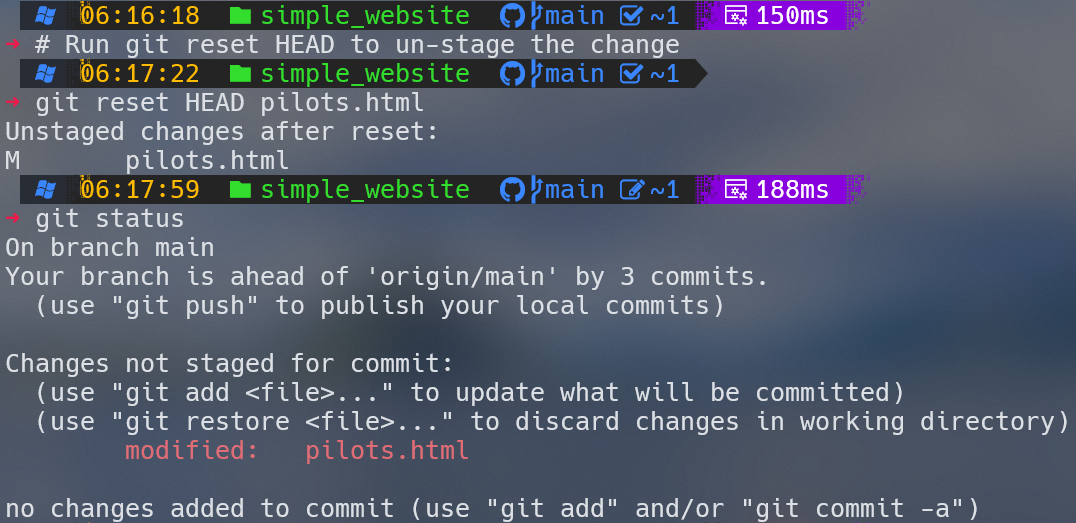 06:16:18 simple_website main ~1 150ms
→ # Run git reset HEAD to un-stage the change
06:17:22 simple_website main ~1
→ git reset HEAD pilots.html
Unstaged changes after reset:
M pilots.html
06:17:59 simple_website main ~1 188ms
→ git status
On branch main
Your branch is ahead of 'origin/main' by 3 commits.
(use "git push" to publish your local commits)
Changes not staged for commit:
(use "git add <file>..." to update what will be committed)
(use "git restore <file>..." to discard changes in working directory)
modified: pilots.html
no changes added to commit (use "git add" and/or "git commit -a")